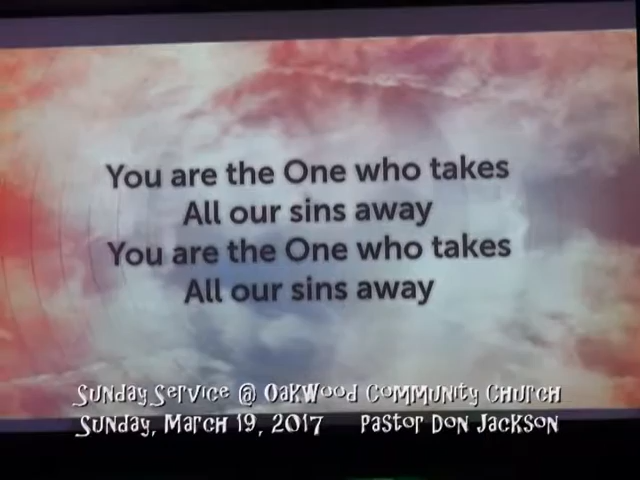 You are the One who takes
All our sins away
You are the One who takes
All our sins away
Sunday Service @ Oakwood Community Church
Sunday, March 19, 2017 Pastor Don Jackson